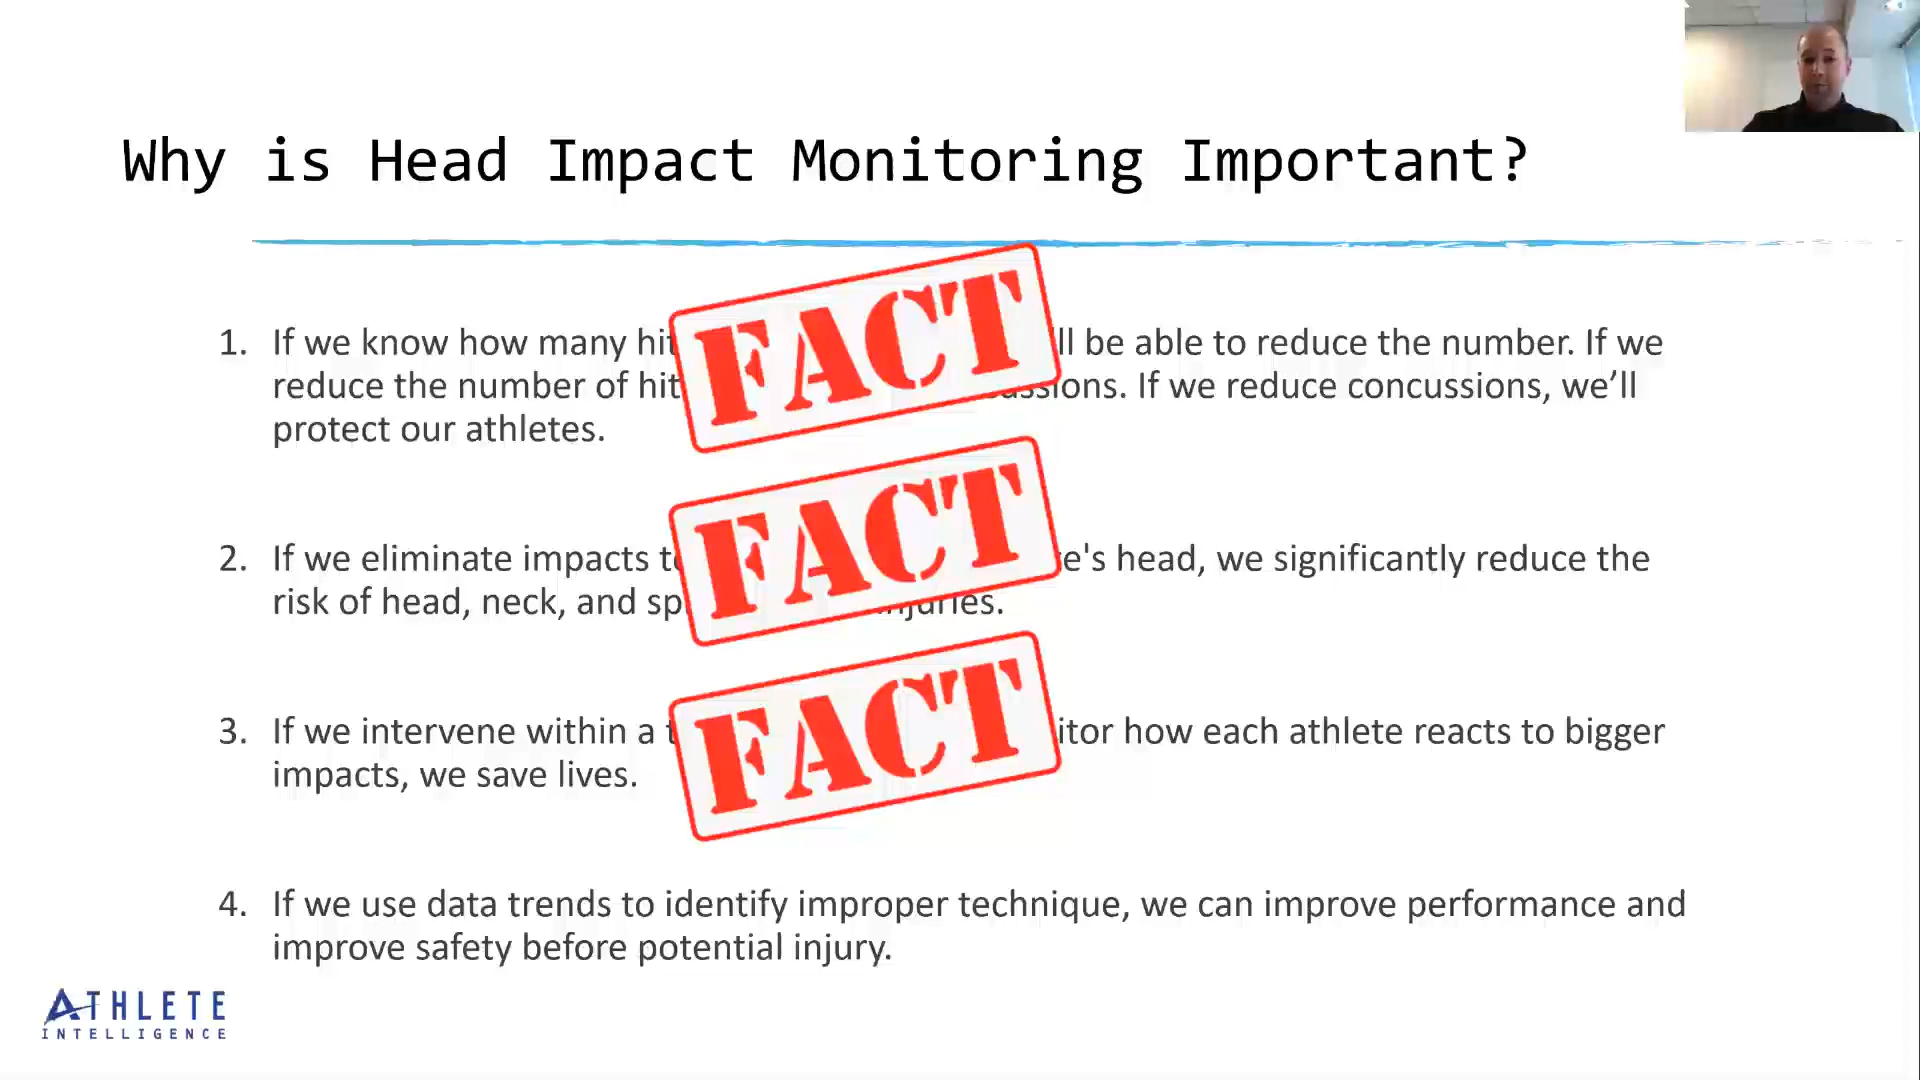 Why is Head Impact Monitoring Important?
1. If we know how many hit FACT ll be able to reduce the number. If we
reduce the number of hit ssions. If we reduce concussions, we’ll
protect our athletes.
FACT
2. If we eliminate impacts to e's head, we significantly reduce the
risk of head, neck, and sp injuries.
FACT
3. If we intervene within a t itor how each athlete reacts to bigger
impacts, we save lives.
4. If we use data trends to identify improper technique, we can improve performance and
improve safety before potential injury.
ATHLETE
INTELLIGENCE